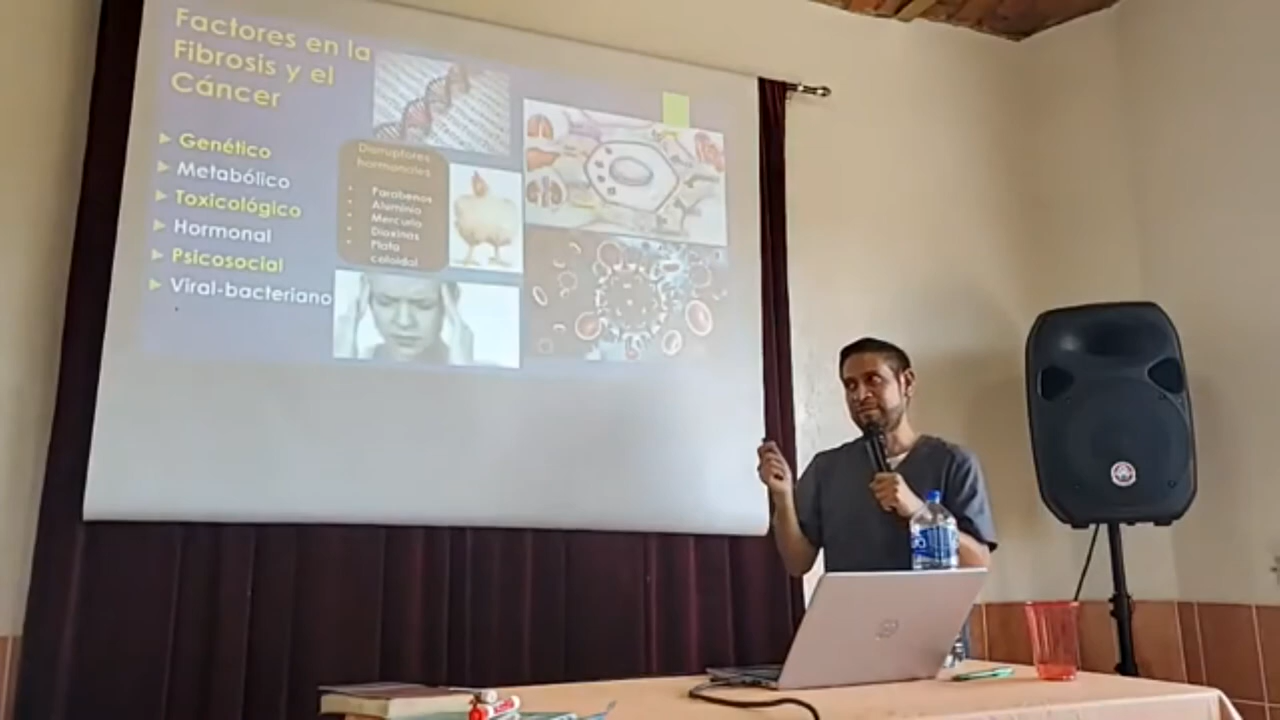 Factores en la
Fibrosis y el
Cáncer
Genético
Metabólico
Toxicológico
Hormonal
Psicosocial
Viral-bacteriano
Disruptores
hormonales
Parabenos
Aluminio
Mercurio
Dioxinas
Plata
coloidal